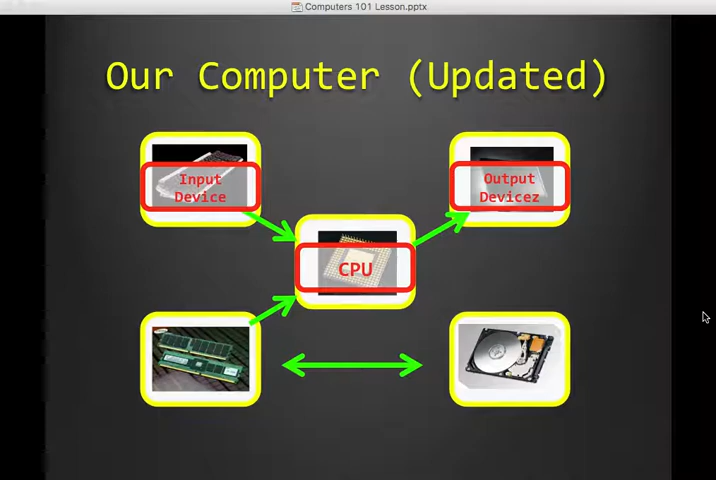 Computers 101 Lesson.pptx
Our Computer (Updated)
Input
Device
Output
Devicez
CPU